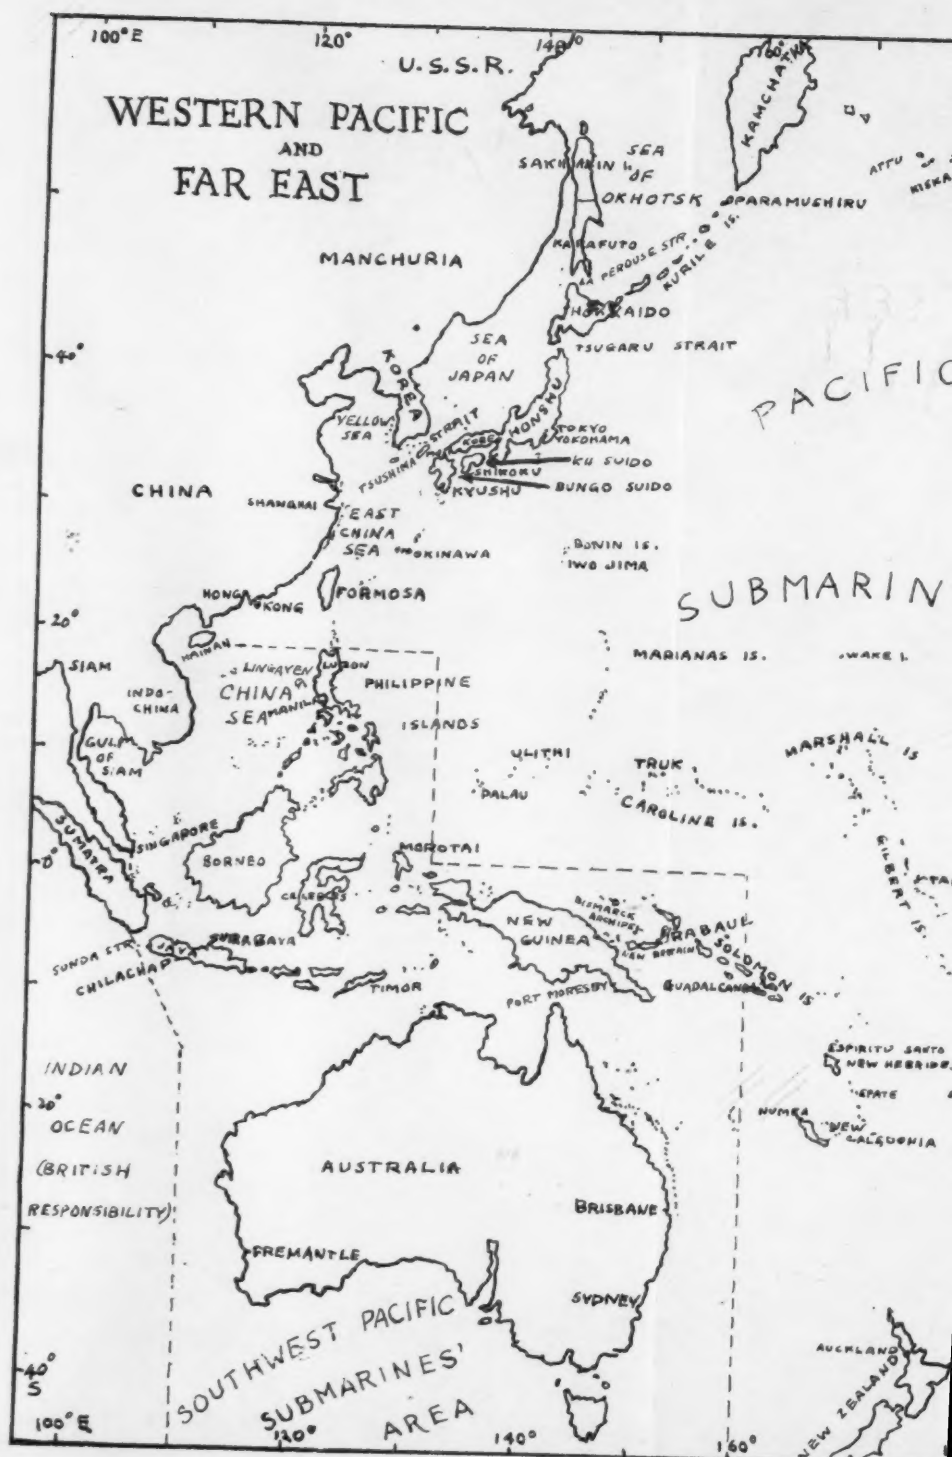 100°E
120°
140°
160°
U.S.S.R.
WESTERN PACIFIC
AND
FAR EAST
KAMCHATKA
SAKHALIN I.
SEA
OF
OKHOTSK
ATTU
KISKA
PARAMUSHIRU
KARAFUTO
LA PEROUSE STR
KURILE IS.
MANCHURIA
HOKKAIDO
40°
SEA
OF
JAPAN
TSUGARU STRAIT
KOREA
PACIFIC
YELLOW
SEA
TSUSHIMA STRAIT
KOBE
HONSHU
TOKYO
YOKOHAMA
KII SUIDO
SHIKOKU
BUNGO SUIDO
KYUSHU
CHINA
SHANGHAI
EAST
CHINA
SEA
OKINAWA
BONIN IS.
IWO JIMA
HONG
KONG
FORMOSA
SUBMARIN
20°
HAINAN
MARIANAS IS.
WAKE I.
SIAM
LINGAYEN
LUZON
PHILIPPINE
ISLANDS
INDO-
CHINA
CHINA
SEA
MANILA
GULF
OF
SIAM
ULITHI
PALAU
TRUK
CAROLINE IS.
MARSHALL IS
SINGAPORE
SUMATRA
0°
BORNEO
MOROTAI
GILBERT IS.
CELEBES
NEW
GUINEA
BISMARCK
ARCHIPEL
RABAUL
NEW BRITAIN
SOLOMON IS
SUNDA STR
JAVA
SURABAYA
CHILACHAP
TIMOR
PORT MORESBY
GUADALCANAL
INDIAN
OCEAN
(BRITISH
RESPONSIBILITY)
ESPIRITU SANTO
NEW HEBRIDES
EFATE
20°
NUMEA
NEW
CALEDONIA
AUSTRALIA
BRISBANE
FREMANTLE
SYDNEY
SOUTHWEST PACIFIC
SUBMARINES'
AREA
AUCKLAND
NEW ZEALAND
40°
S
100°E
120°
140°
160°